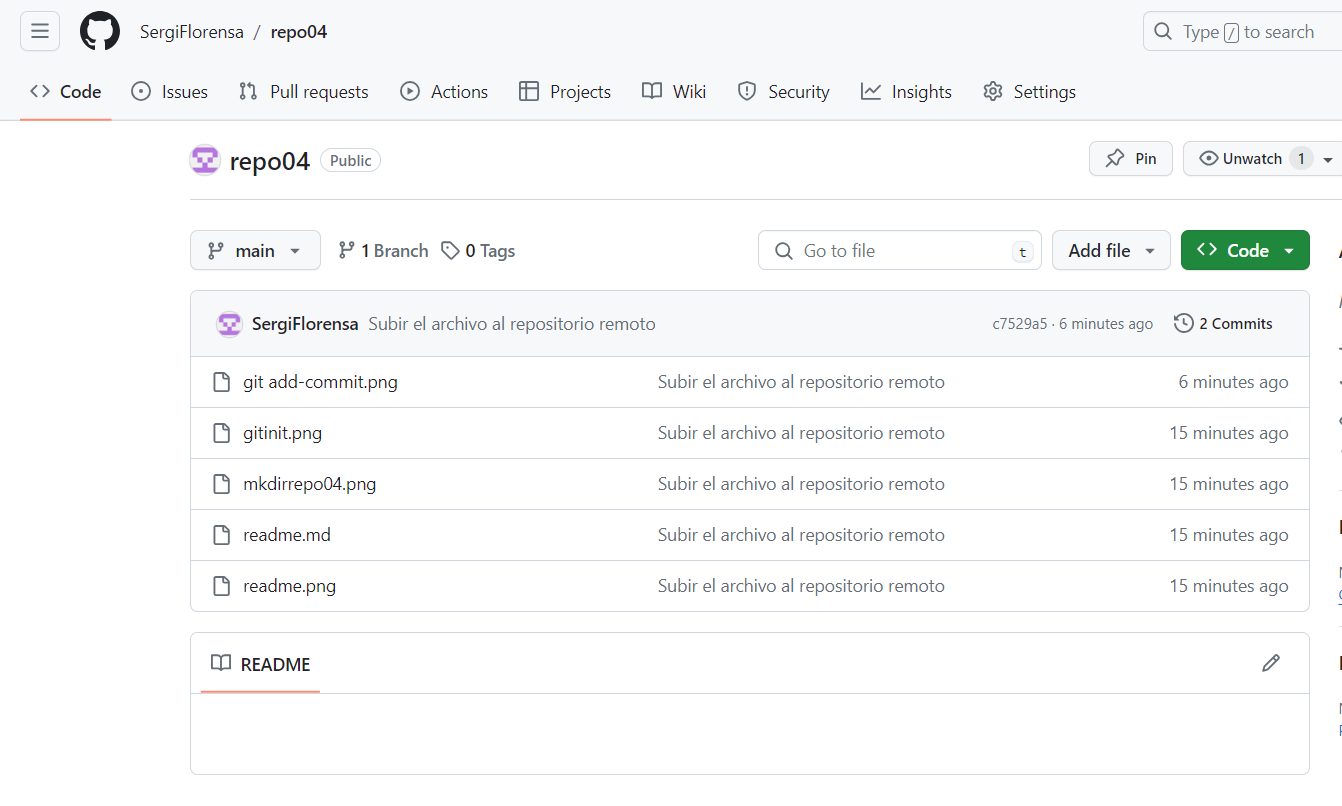 SergiFlorensa / repo04
Type / to search
Code Issues Pull requests Actions Projects Wiki Security Insights Settings
repo04 Public
Pin Unwatch 1
main 1 Branch 0 Tags Go to file t Add file Code
SergiFlorensa Subir el archivo al repositorio remoto c7529a5 · 6 minutes ago 2 Commits
git add-commit.png Subir el archivo al repositorio remoto 6 minutes ago
gitinit.png Subir el archivo al repositorio remoto 15 minutes ago
mkdirrepo04.png Subir el archivo al repositorio remoto 15 minutes ago
readme.md Subir el archivo al repositorio remoto 15 minutes ago
readme.png Subir el archivo al repositorio remoto 15 minutes ago
README